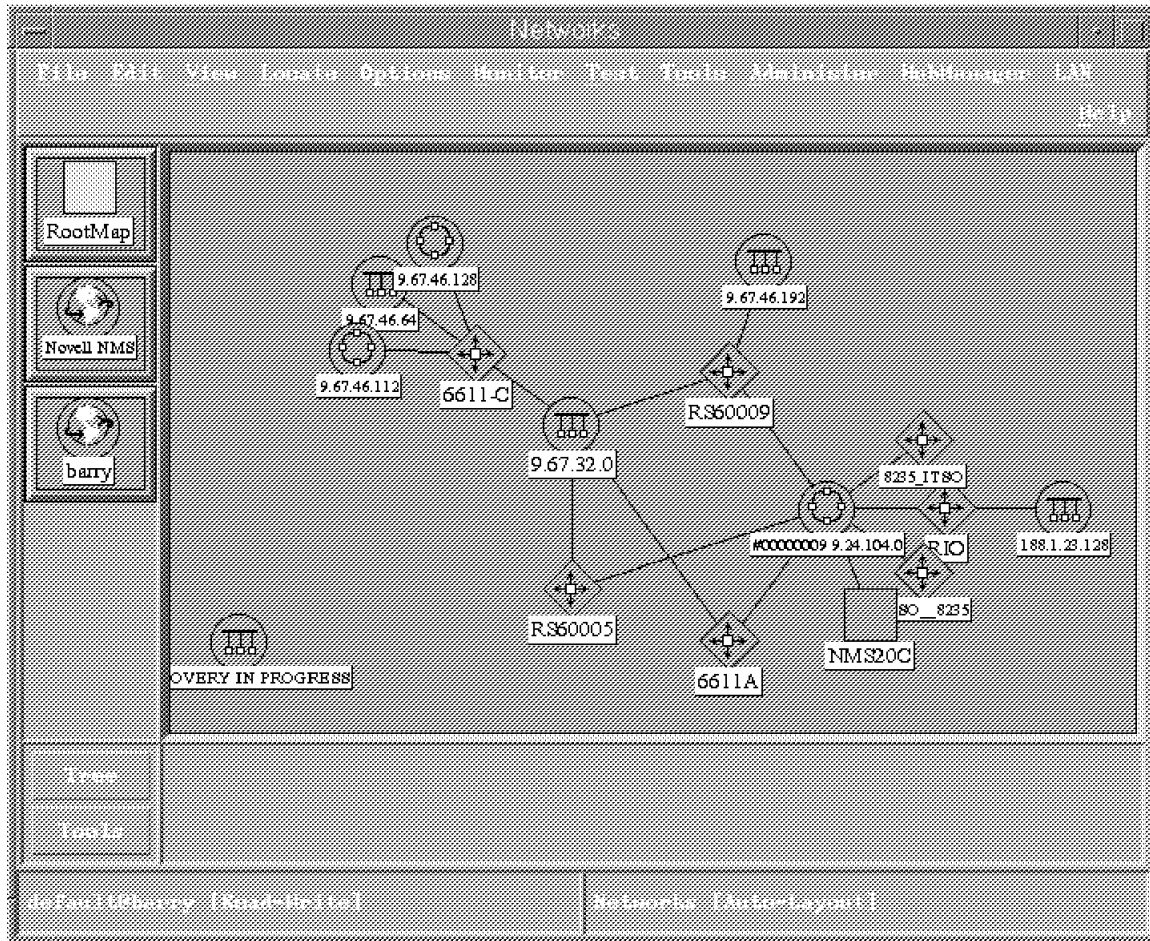 Networks
File Edit View Locate Options Monitor Test Tools Administer HubManager LAN
Help
RootMap
Novell NMS
barry
9.67.46.128
9.67.46.192
9.67.46.64
9.67.46.112
6611-C
RS60009
9.67.32.0
8235_ITSO
#00000009 9.24.104.0
RIO
188.1.23.128
RS60005
SO__8235
NMS20C
OVERY IN PROGRESS
6611A
Tree
Tools
default@barry [Read-Write]
Networks [Auto-Layout]